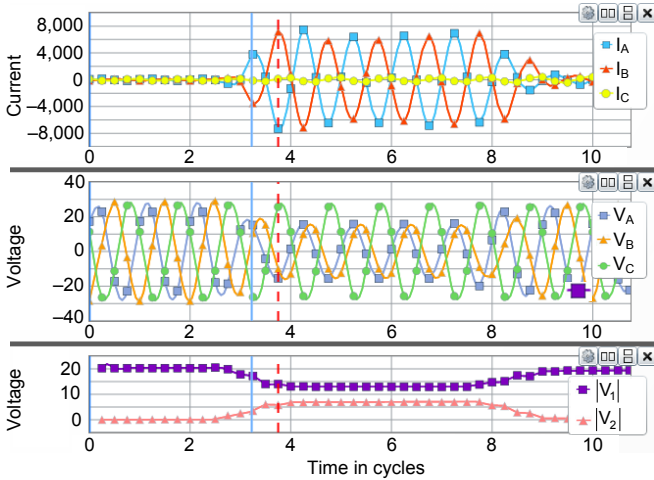 8,000
4,000
0
−4,000
−8,000
Current
I_A
I_B
I_C
0 2 4 6 8 10
40
20
0
−20
−40
Voltage
V_A
V_B
V_C
0 2 4 6 8 10
20
10
0
Voltage
|V_1|
|V_2|
0 2 4 6 8 10
Time in cycles